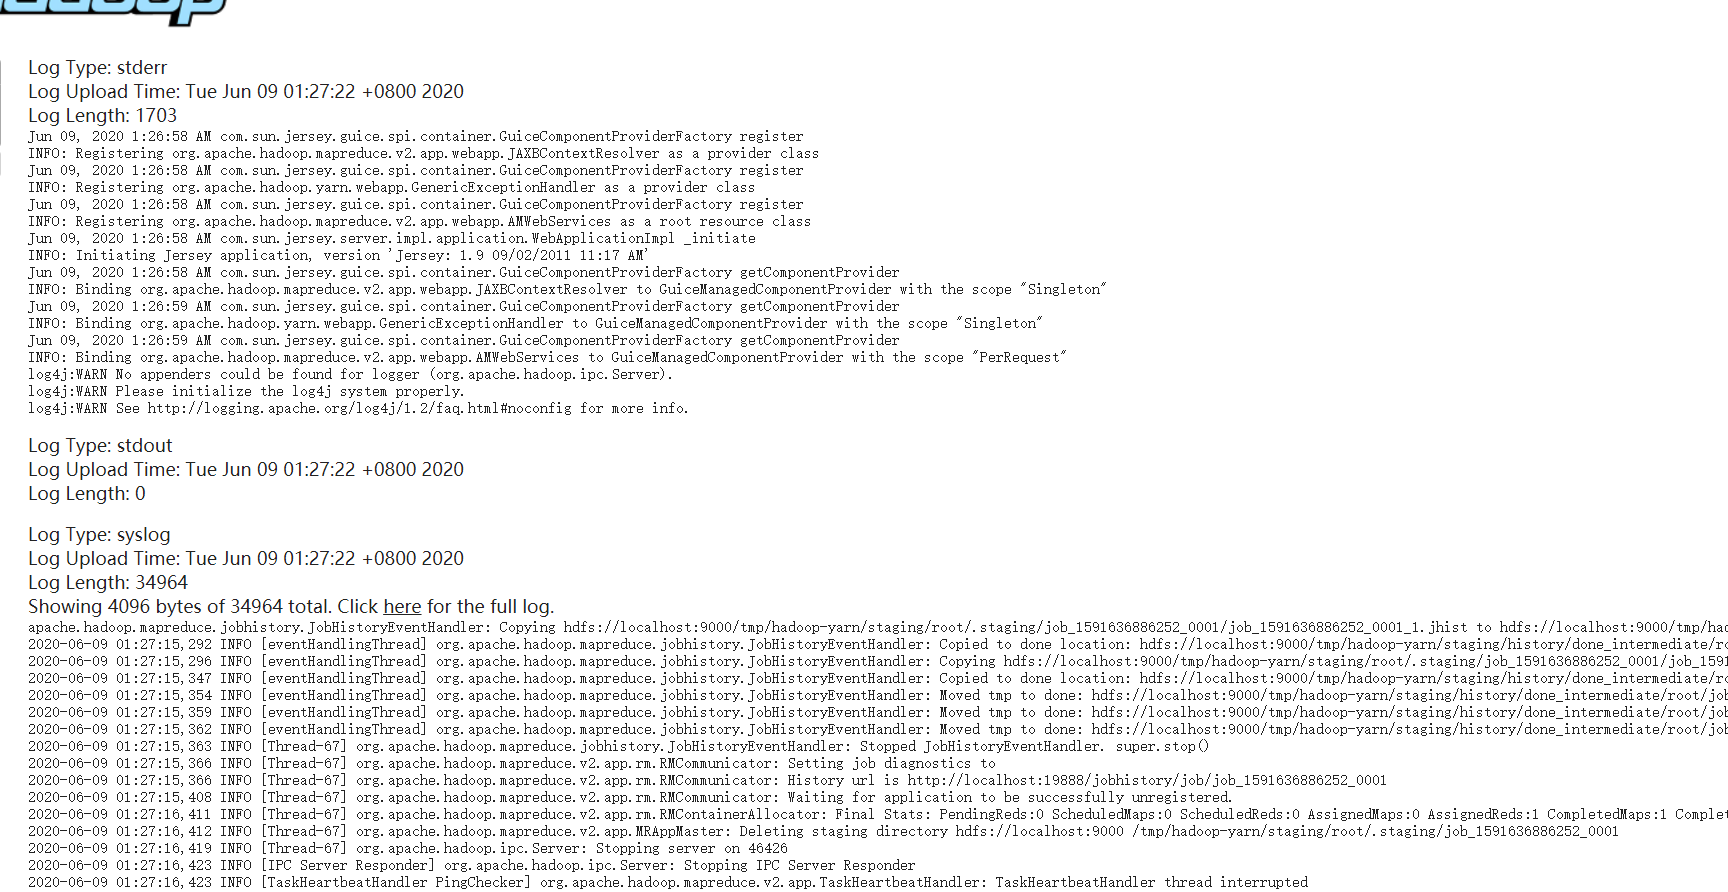 hadoop
Log Type: stderr
Log Upload Time: Tue Jun 09 01:27:22 +0800 2020
Log Length: 1703
Jun 09, 2020 1:26:58 AM com.sun.jersey.guice.spi.container.GuiceComponentProviderFactory register
INFO: Registering org.apache.hadoop.mapreduce.v2.app.webapp.JAXBContextResolver as a provider class
Jun 09, 2020 1:26:58 AM com.sun.jersey.guice.spi.container.GuiceComponentProviderFactory register
INFO: Registering org.apache.hadoop.yarn.webapp.GenericExceptionHandler as a provider class
Jun 09, 2020 1:26:58 AM com.sun.jersey.guice.spi.container.GuiceComponentProviderFactory register
INFO: Registering org.apache.hadoop.mapreduce.v2.app.webapp.AMWebServices as a root resource class
Jun 09, 2020 1:26:58 AM com.sun.jersey.server.impl.application.WebApplicationImpl _initiate
INFO: Initiating Jersey application, version 'Jersey: 1.9 09/02/2011 11:17 AM'
Jun 09, 2020 1:26:58 AM com.sun.jersey.guice.spi.container.GuiceComponentProviderFactory getComponentProvider
INFO: Binding org.apache.hadoop.mapreduce.v2.app.webapp.JAXBContextResolver to GuiceManagedComponentProvider with the scope "Singleton"
Jun 09, 2020 1:26:59 AM com.sun.jersey.guice.spi.container.GuiceComponentProviderFactory getComponentProvider
INFO: Binding org.apache.hadoop.yarn.webapp.GenericExceptionHandler to GuiceManagedComponentProvider with the scope "Singleton"
Jun 09, 2020 1:26:59 AM com.sun.jersey.guice.spi.container.GuiceComponentProviderFactory getComponentProvider
INFO: Binding org.apache.hadoop.mapreduce.v2.app.webapp.AMWebServices to GuiceManagedComponentProvider with the scope "PerRequest"
log4j:WARN No appenders could be found for logger (org.apache.hadoop.ipc.Server).
log4j:WARN Please initialize the log4j system properly.
log4j:WARN See http://logging.apache.org/log4j/1.2/faq.html#noconfig for more info.
Log Type: stdout
Log Upload Time: Tue Jun 09 01:27:22 +0800 2020
Log Length: 0
Log Type: syslog
Log Upload Time: Tue Jun 09 01:27:22 +0800 2020
Log Length: 34964
Showing 4096 bytes of 34964 total. Click here for the full log.
apache.hadoop.mapreduce.jobhistory.JobHistoryEventHandler: Copying hdfs://localhost:9000/tmp/hadoop-yarn/staging/root/.staging/job_1591636886252_0001/job_1591636886252_0001_1.jhist to hdfs://localhost:9000/tmp/had
2020-06-09 01:27:15,292 INFO [eventHandlingThread] org.apache.hadoop.mapreduce.jobhistory.JobHistoryEventHandler: Copied to done location: hdfs://localhost:9000/tmp/hadoop-yarn/staging/history/done_intermediate/ro
2020-06-09 01:27:15,296 INFO [eventHandlingThread] org.apache.hadoop.mapreduce.jobhistory.JobHistoryEventHandler: Copying hdfs://localhost:9000/tmp/hadoop-yarn/staging/root/.staging/job_1591636886252_0001/job_1591
2020-06-09 01:27:15,347 INFO [eventHandlingThread] org.apache.hadoop.mapreduce.jobhistory.JobHistoryEventHandler: Copied to done location: hdfs://localhost:9000/tmp/hadoop-yarn/staging/history/done_intermediate/ro
2020-06-09 01:27:15,354 INFO [eventHandlingThread] org.apache.hadoop.mapreduce.jobhistory.JobHistoryEventHandler: Moved tmp to done: hdfs://localhost:9000/tmp/hadoop-yarn/staging/history/done_intermediate/root/job
2020-06-09 01:27:15,359 INFO [eventHandlingThread] org.apache.hadoop.mapreduce.jobhistory.JobHistoryEventHandler: Moved tmp to done: hdfs://localhost:9000/tmp/hadoop-yarn/staging/history/done_intermediate/root/job
2020-06-09 01:27:15,362 INFO [eventHandlingThread] org.apache.hadoop.mapreduce.jobhistory.JobHistoryEventHandler: Moved tmp to done: hdfs://localhost:9000/tmp/hadoop-yarn/staging/history/done_intermediate/root/job
2020-06-09 01:27:15,363 INFO [Thread-67] org.apache.hadoop.mapreduce.jobhistory.JobHistoryEventHandler: Stopped JobHistoryEventHandler. super.stop()
2020-06-09 01:27:15,366 INFO [Thread-67] org.apache.hadoop.mapreduce.v2.app.rm.RMCommunicator: Setting job diagnostics to
2020-06-09 01:27:15,366 INFO [Thread-67] org.apache.hadoop.mapreduce.v2.app.rm.RMCommunicator: History url is http://localhost:19888/jobhistory/job/job_1591636886252_0001
2020-06-09 01:27:15,408 INFO [Thread-67] org.apache.hadoop.mapreduce.v2.app.rm.RMCommunicator: Waiting for application to be successfully unregistered.
2020-06-09 01:27:16,411 INFO [Thread-67] org.apache.hadoop.mapreduce.v2.app.rm.RMContainerAllocator: Final Stats: PendingReds:0 ScheduledMaps:0 ScheduledReds:0 AssignedMaps:0 AssignedReds:1 CompletedMaps:1 Complet
2020-06-09 01:27:16,412 INFO [Thread-67] org.apache.hadoop.mapreduce.v2.app.MRAppMaster: Deleting staging directory hdfs://localhost:9000 /tmp/hadoop-yarn/staging/root/.staging/job_1591636886252_0001
2020-06-09 01:27:16,419 INFO [Thread-67] org.apache.hadoop.ipc.Server: Stopping server on 46426
2020-06-09 01:27:16,423 INFO [IPC Server Responder] org.apache.hadoop.ipc.Server: Stopping IPC Server Responder
2020-06-09 01:27:16,423 INFO [TaskHeartbeatHandler PingChecker] org.apache.hadoop.mapreduce.v2.app.TaskHeartbeatHandler: TaskHeartbeatHandler thread interrupted